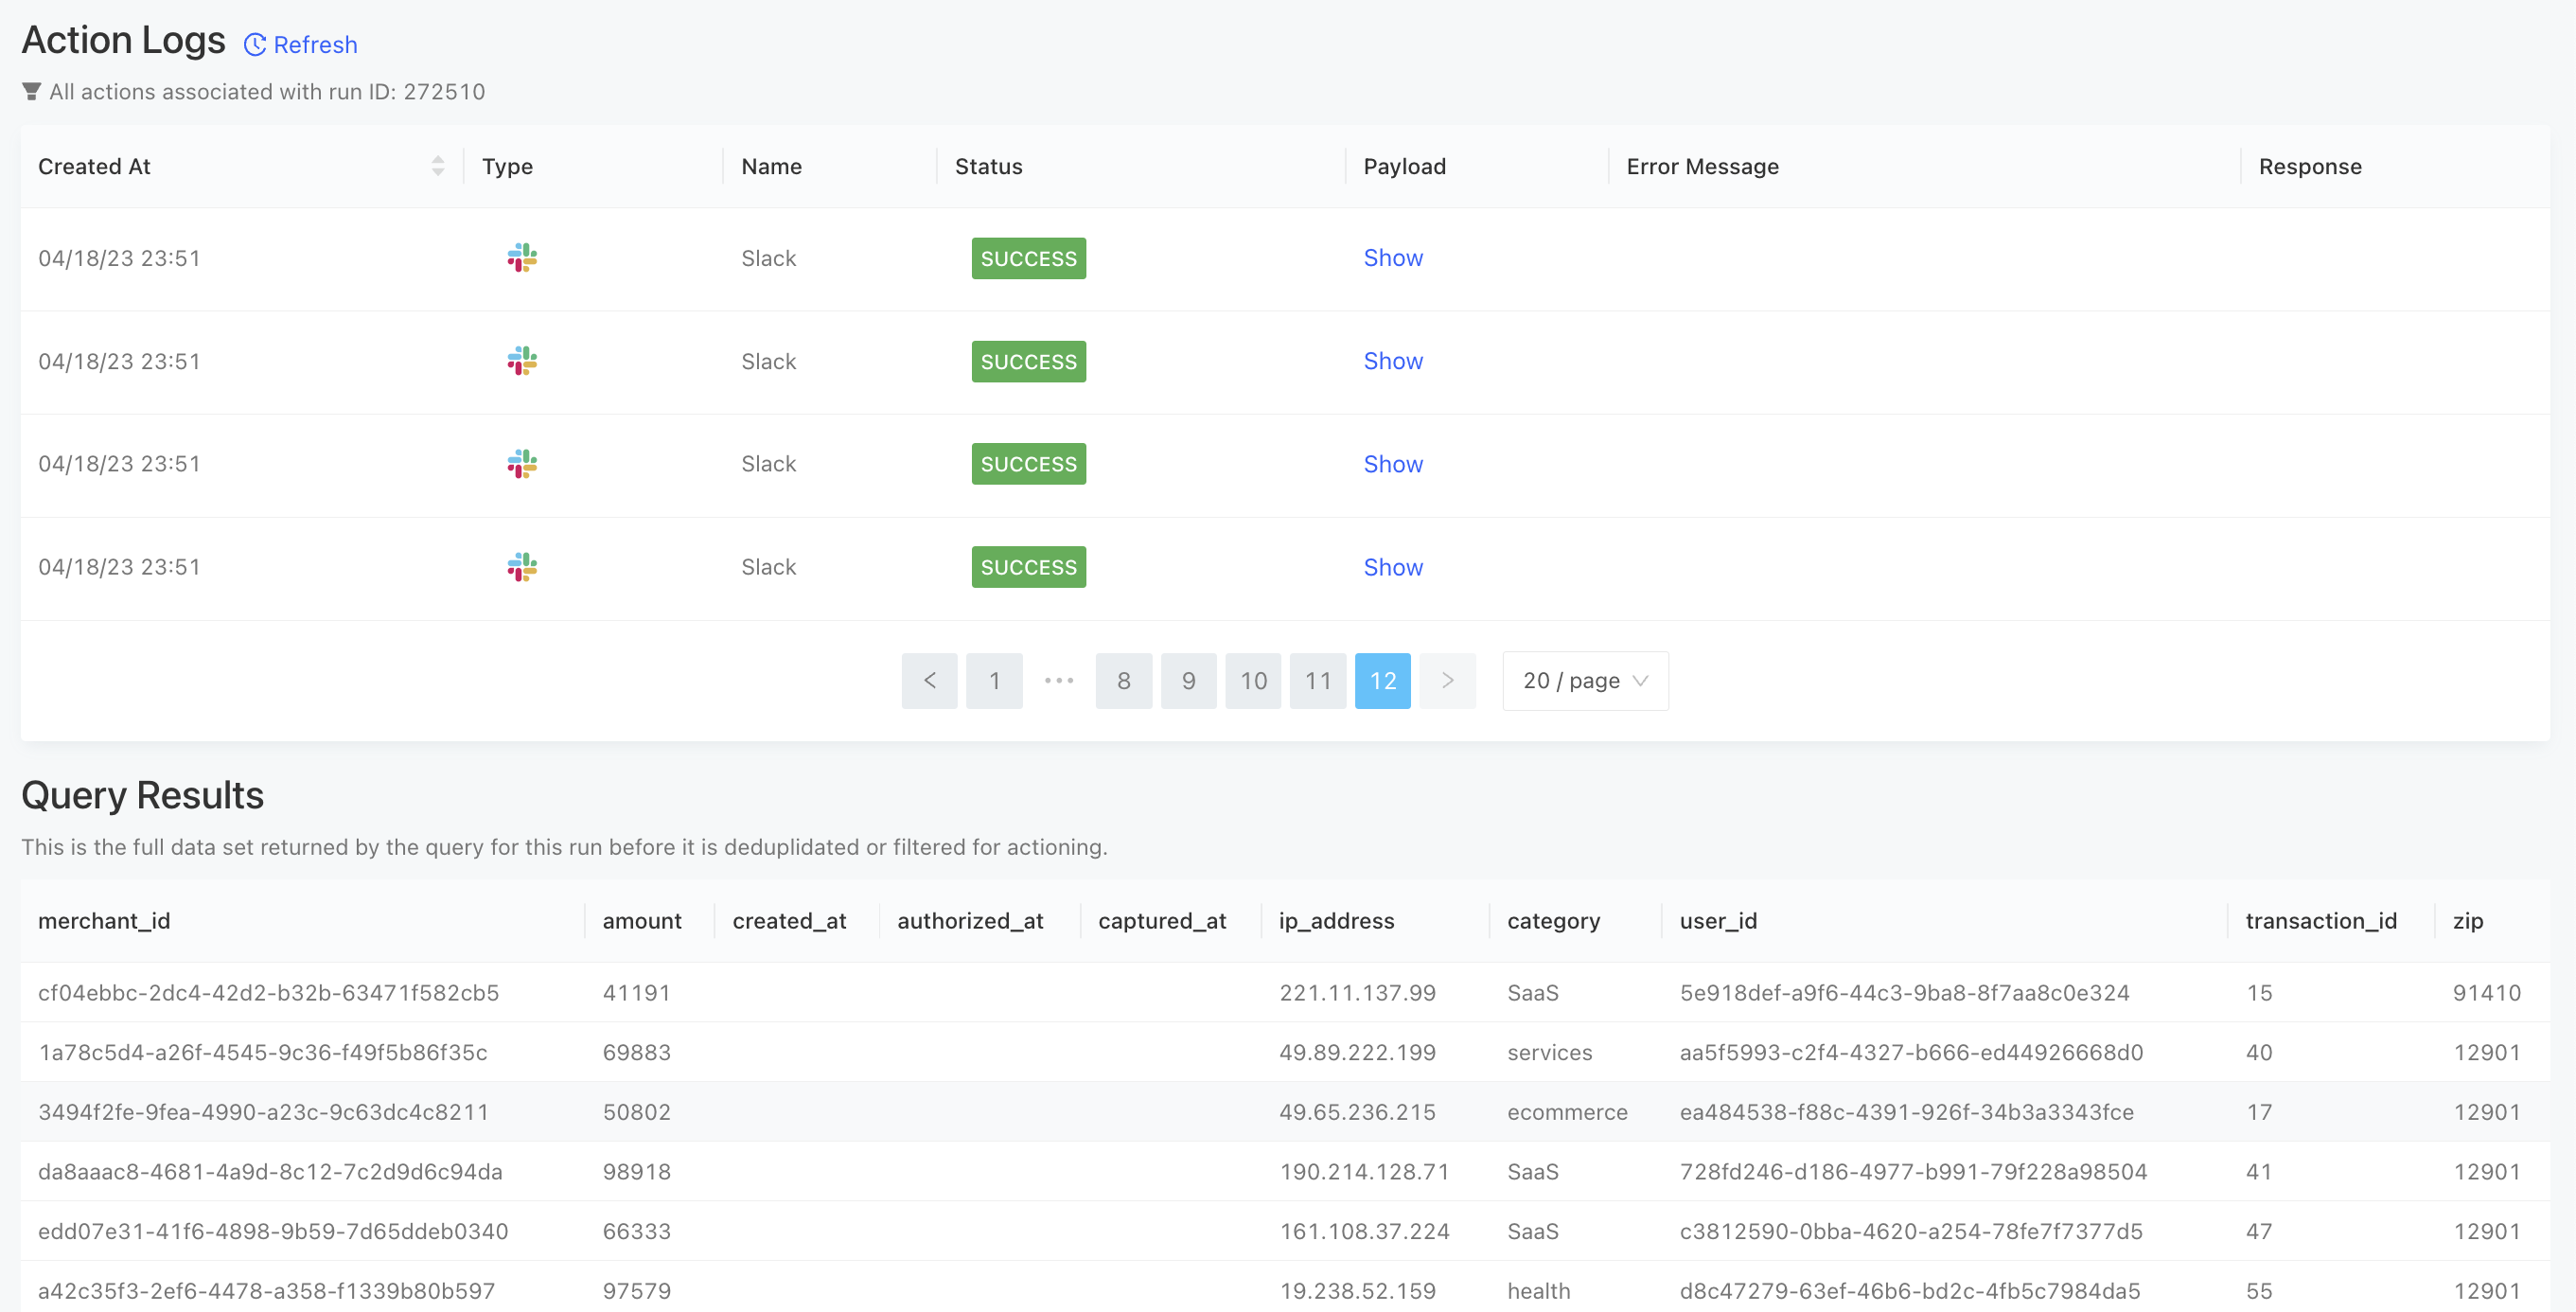 Action Logs Refresh
All actions associated with run ID: 272510
Created At Type Name Status Payload Error Message Response
04/18/23 23:51 Slack SUCCESS Show
04/18/23 23:51 Slack SUCCESS Show
04/18/23 23:51 Slack SUCCESS Show
04/18/23 23:51 Slack SUCCESS Show
< 1 ••• 8 9 10 11 12 > 20 / page
Query Results
This is the full data set returned by the query for this run before it is deduplidated or filtered for actioning.
merchant_id amount created_at authorized_at captured_at ip_address category user_id transaction_id zip
cf04ebbc-2dc4-42d2-b32b-63471f582cb5 41191 221.11.137.99 SaaS 5e918def-a9f6-44c3-9ba8-8f7aa8c0e324 15 91410
1a78c5d4-a26f-4545-9c36-f49f5b86f35c 69883 49.89.222.199 services aa5f5993-c2f4-4327-b666-ed44926668d0 40 12901
3494f2fe-9fea-4990-a23c-9c63dc4c8211 50802 49.65.236.215 ecommerce ea484538-f88c-4391-926f-34b3a3343fce 17 12901
da8aaac8-4681-4a9d-8c12-7c2d9d6c94da 98918 190.214.128.71 SaaS 728fd246-d186-4977-b991-79f228a98504 41 12901
edd07e31-41f6-4898-9b59-7d65ddeb0340 66333 161.108.37.224 SaaS c3812590-0bba-4620-a254-78fe7f7377d5 47 12901
a42c35f3-2ef6-4478-a358-f1339b80b597 97579 19.238.52.159 health d8c47279-63ef-46b6-bd2c-4fb5c7984da5 55 12901